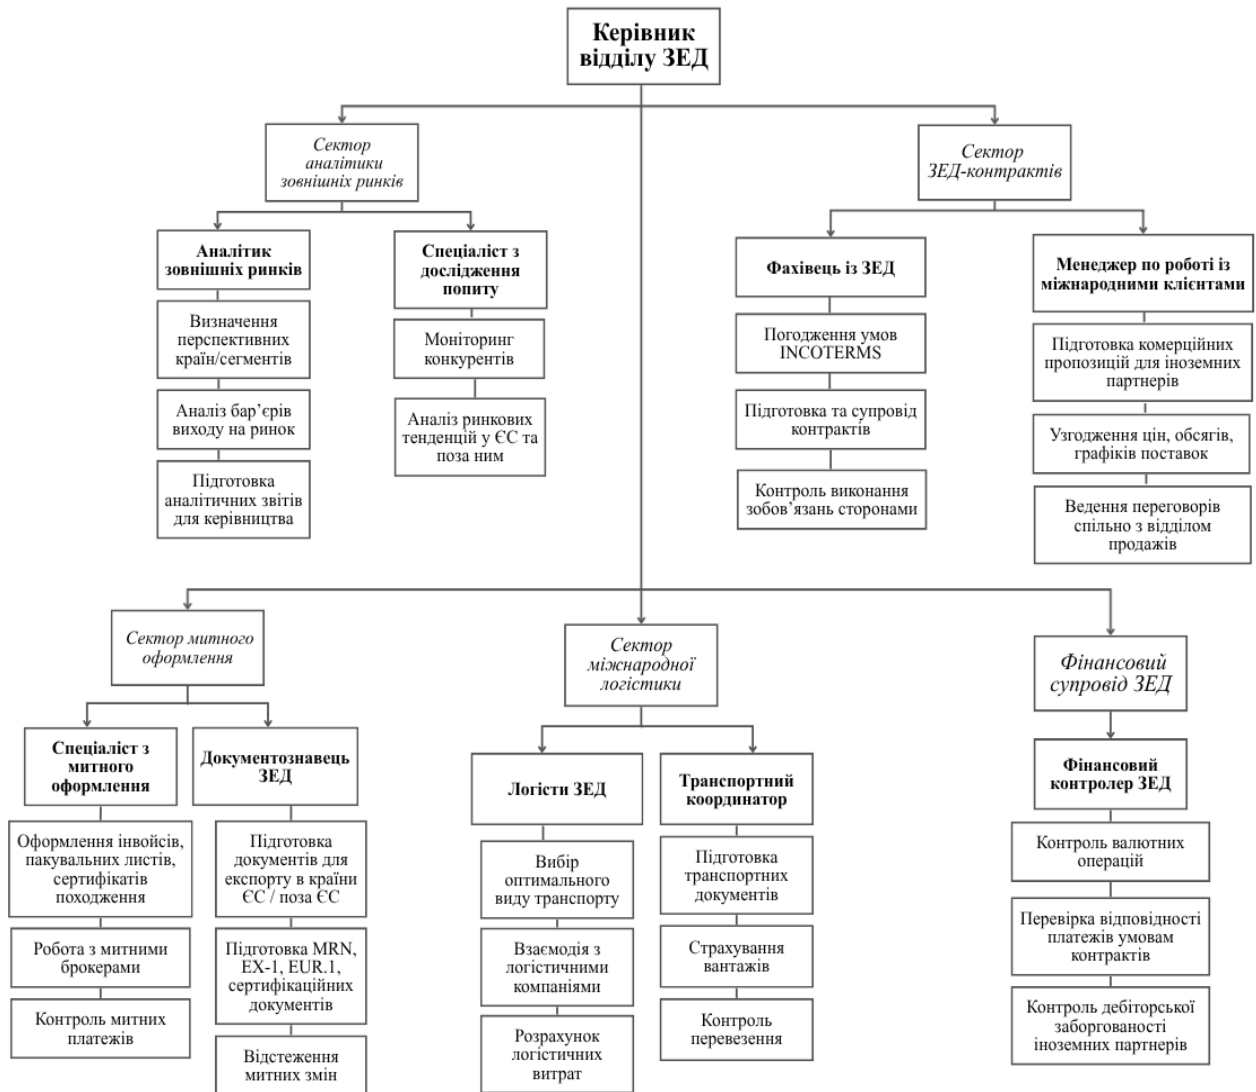 Керівник
відділу ЗЕД
Сектор
аналітики
зовнішніх ринків
Сектор
ЗЕД-контрактів
Аналітик
зовнішніх ринків
Визначення
перспективних
країн/сегментів
Аналіз бар’єрів
виходу на ринок
Підготовка
аналітичних звітів
для керівництва
Спеціаліст з
дослідження
попиту
Моніторинг
конкурентів
Аналіз ринкових
тенденцій у ЄС та
поза ним
Фахівець із ЗЕД
Погодження умов
INCOTERMS
Підготовка та супровід
контрактів
Контроль виконання
зобов’язань сторонами
Менеджер по роботі із
міжнародними клієнтами
Підготовка комерційних
пропозицій для іноземних
партнерів
Узгодження цін, обсягів,
графіків поставок
Ведення переговорів
спільно з відділом
продажів
Сектор митного
оформлення
Сектор
міжнародної
логістики
Фінансовий
супровід ЗЕД
Спеціаліст з
митного
оформлення
Оформлення інвойсів,
пакувальних листів,
сертифікатів
походження
Робота з митними
брокерами
Контроль митних
платежів
Документознавець
ЗЕД
Підготовка
документів для
експорту в країни
ЄС / поза ЄС
Підготовка MRN,
EX-1, EUR.1,
сертифікаційних
документів
Відстеження
митних змін
Логісти ЗЕД
Вибір
оптимального
виду транспорту
Взаємодія з
логістичними
компаніями
Розрахунок
логістичних
витрат
Транспортний
координатор
Підготовка
транспортних
документів
Страхування
вантажів
Контроль
перевезення
Фінансовий
контролер ЗЕД
Контроль валютних
операцій
Перевірка відповідності
платежів умовам
контрактів
Контроль дебіторської
заборгованості
іноземних партнерів